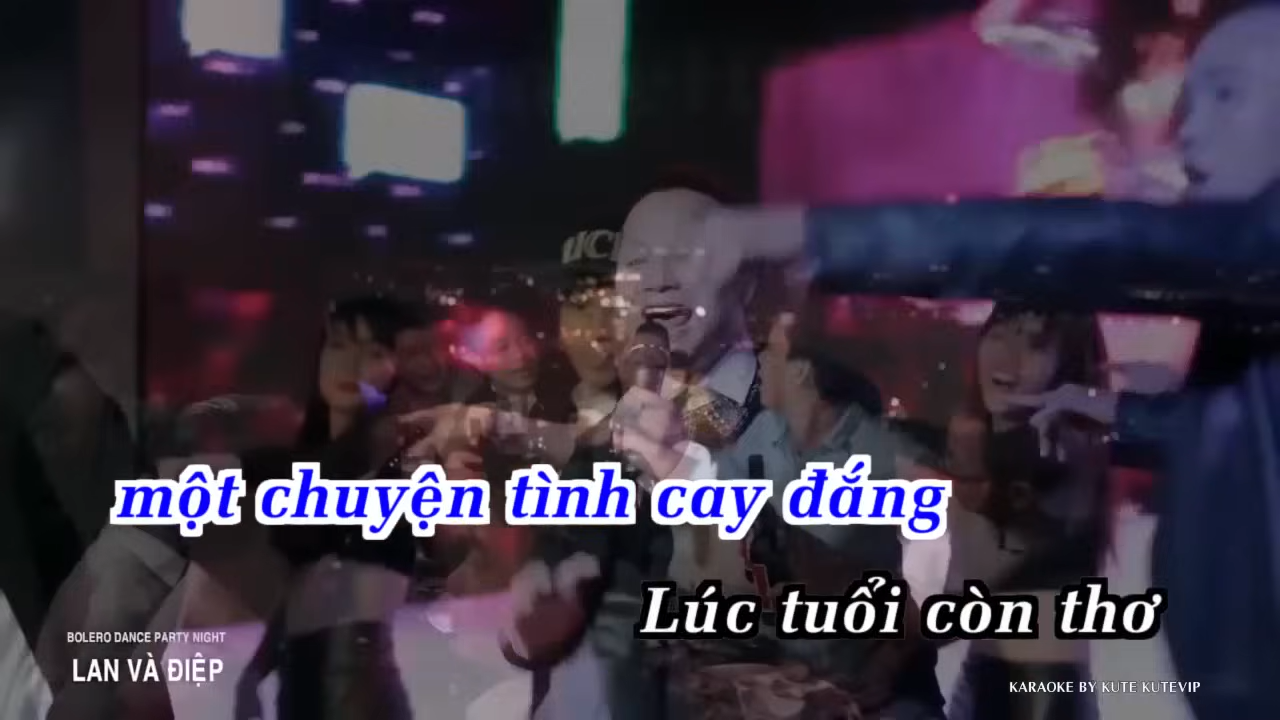 một chuyện tình cay đắng
Lúc tuổi còn thơ
BOLERO DANCE PARTY NIGHT
LAN VÀ ĐIỆP
KARAOKE BY KUTE KUTEVIP